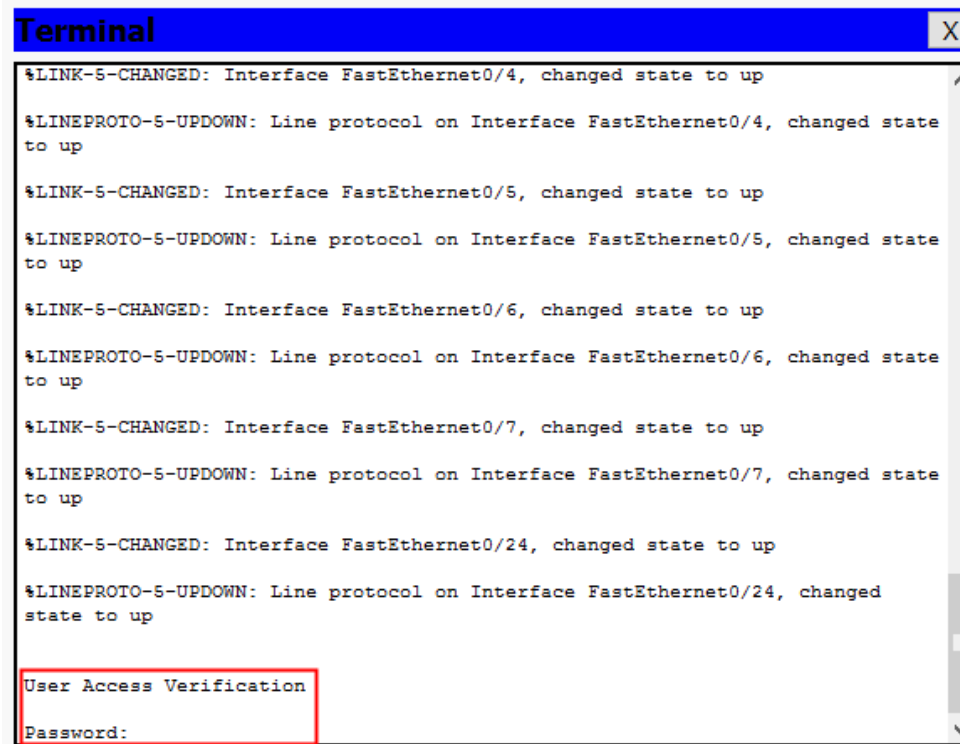 Terminal
X
%LINK-5-CHANGED: Interface FastEthernet0/4, changed state to up
%LINEPROTO-5-UPDOWN: Line protocol on Interface FastEthernet0/4, changed state
to up
%LINK-5-CHANGED: Interface FastEthernet0/5, changed state to up
%LINEPROTO-5-UPDOWN: Line protocol on Interface FastEthernet0/5, changed state
to up
%LINK-5-CHANGED: Interface FastEthernet0/6, changed state to up
%LINEPROTO-5-UPDOWN: Line protocol on Interface FastEthernet0/6, changed state
to up
%LINK-5-CHANGED: Interface FastEthernet0/7, changed state to up
%LINEPROTO-5-UPDOWN: Line protocol on Interface FastEthernet0/7, changed state
to up
%LINK-5-CHANGED: Interface FastEthernet0/24, changed state to up
%LINEPROTO-5-UPDOWN: Line protocol on Interface FastEthernet0/24, changed
state to up
User Access Verification
Password: